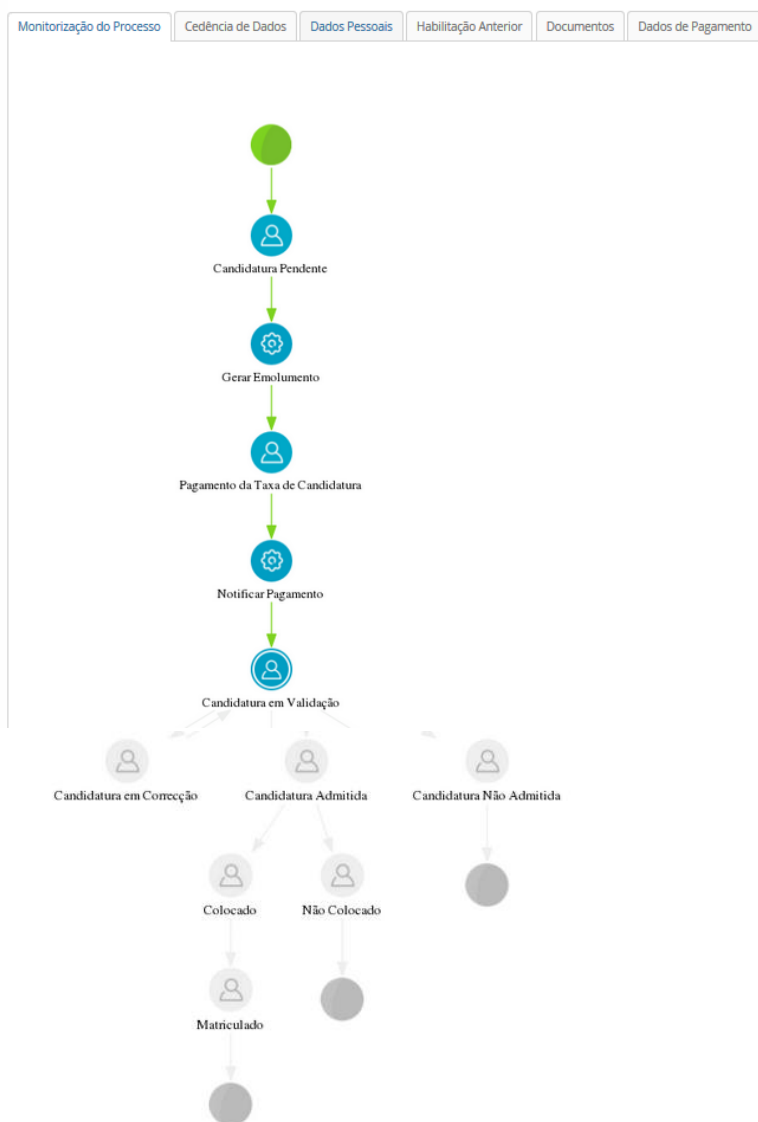 Monitorização do Processo
Cedência de Dados
Dados Pessoais
Habilitação Anterior
Documentos
Dados de Pagamento
Candidatura Pendente
Gerar Emolumento
Pagamento da Taxa de Candidatura
Notificar Pagamento
Candidatura em Validação
Candidatura em Correcção
Candidatura Admitida
Candidatura Não Admitida
Colocado
Não Colocado
Matriculado